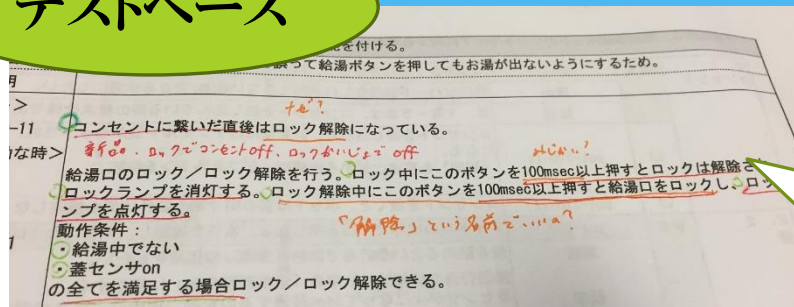 テストベース
を付ける。
って給湯ボタンを押してもお湯が出ないようにするため。
-11
コンセントに繋いだ直後はロック解除になっている。
な時>
新品、ロックでコンセントoff、ロックかいじょで off
給湯口のロック/ロック解除を行う。ロック中にこのボタンを100msec以上押すとロックは解除さ
ロックランプを消灯する。ロック解除中にこのボタンを100msec以上押すと給湯口をロックし、ロッ
ンプを点灯する。
「解除」という名前でいいの?
動作条件:
・給湯中でない
・蓋センサon
の全てを満足する場合ロック/ロック解除できる。